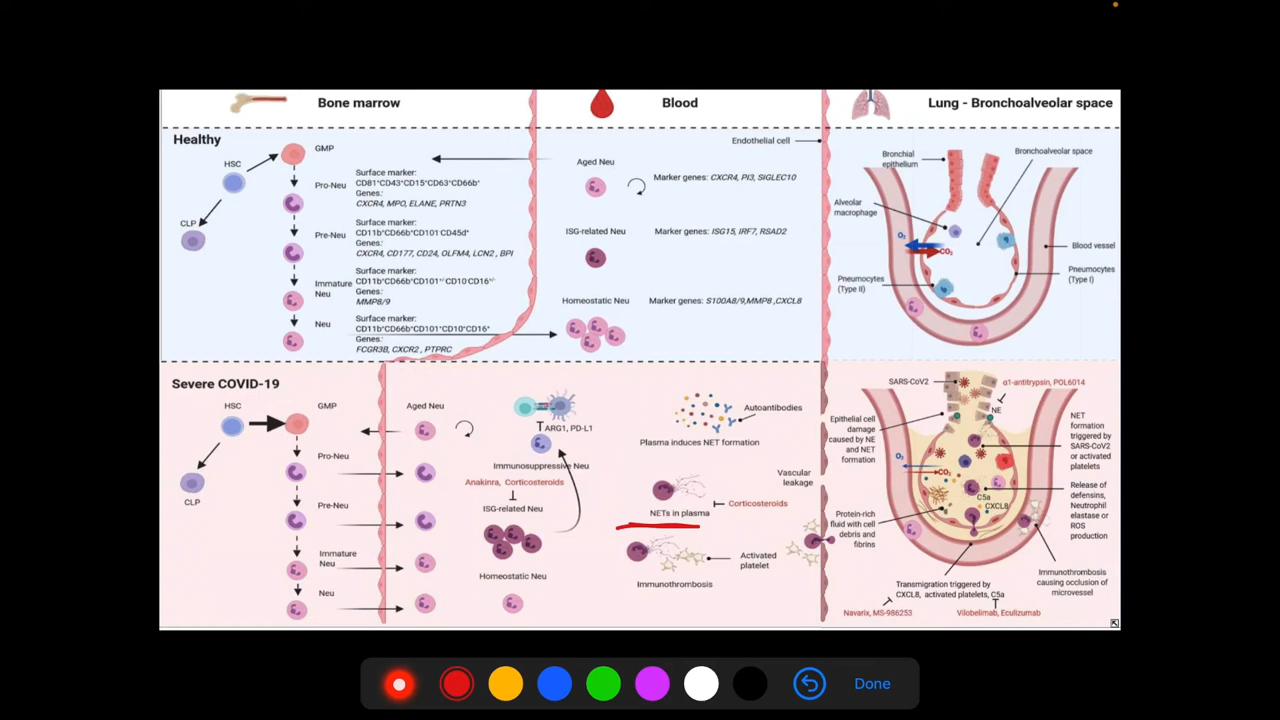 Bone marrow
Blood
Lung - Bronchoalveolar space
Healthy
HSC
CLP
GMP
Pro-Neu
Surface marker:
CD81⁺CD43⁺CD15⁺CD63⁺CD66b⁺
Genes:
CXCR4, MPO, ELANE, PRTN3
Pre-Neu
Surface marker:
CD11b⁺CD66b⁺CD101⁻CD45d⁺
Genes:
CXCR4, CD177, CD24, OLFM4, LCN2 , BPI
Immature
Neu
Surface marker:
CD11b⁺CD66b⁺CD101⁺/⁻CD10⁻CD16⁺/⁻
Genes:
MMP8/9
Neu
Surface marker:
CD11b⁺CD66b⁺CD101⁺CD10⁺CD16⁺
Genes:
FCGR3B, CXCR2 , PTPRC
Endothelial cell
Aged Neu
Marker genes: CXCR4, PI3, SIGLEC10
ISG-related Neu
Marker genes: ISG15, IRF7, RSAD2
Homeostatic Neu
Marker genes: S100A8/9,MMP8 ,CXCL8
Bronchial
epithelium
Bronchoalveolar space
Alveolar
macrophage
O₂
CO₂
Blood vessel
Pneumocytes
(Type II)
Pneumocytes
(Type I)
Severe COVID-19
HSC
CLP
GMP
Pro-Neu
Pre-Neu
Immature
Neu
Neu
Aged Neu
ARG1, PD-L1
Immunosuppressive Neu
Anakinra, Corticosteroids
ISG-related Neu
Homeostatic Neu
Autoantibodies
Plasma induces NET formation
Vascular
leakage
Corticosteroids
NETs in plasma
Activated
platelet
Immunothrombosis
SARS-CoV2
α1-antitrypsin, POL6014
NE
Epithelial cell
damage
caused by NE
and NET
formation
NET
formation
triggered by
SARS-CoV2
or activated
platelets
O₂
CO₂
C5a
CXCL8
Release of
defensins,
Neutrophil
elastase or
ROS
production
Protein-rich
fluid with cell
debris and
fibrins
Immunothrombosis
causing occlusion of
microvessel
Transmigration triggered by
CXCL8, activated platelets, C5a
Navarix, MS-986253
Vilobelimab, Eculizumab
Done